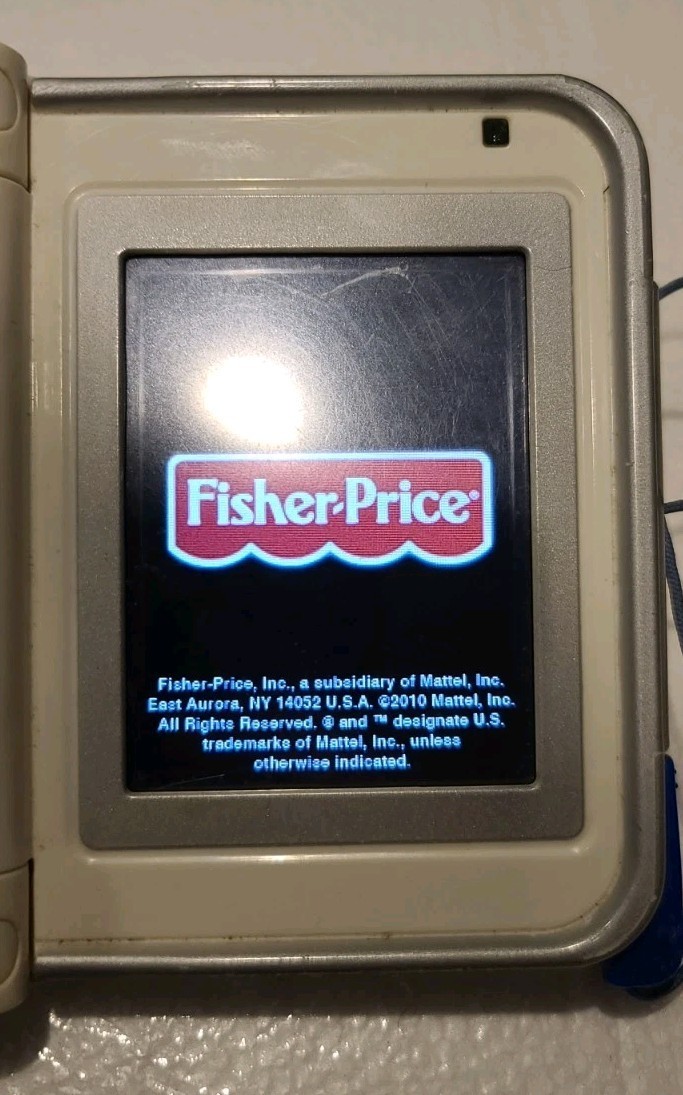 Fisher-Price®
Fisher-Price, Inc., a subsidiary of Mattel, Inc.
East Aurora, NY 14052 U.S.A. ©2010 Mattel, Inc.
All Rights Reserved. ® and ™ designate U.S.
trademarks of Mattel, Inc., unless
otherwise indicated.